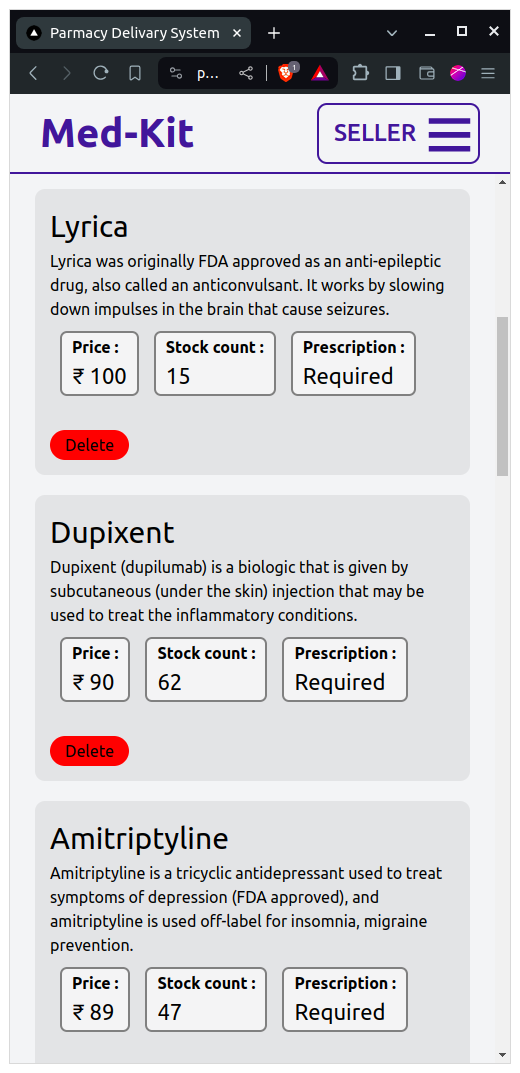 Parmacy Delivary System
p...
1
Med-Kit
SELLER
Lyrica
Lyrica was originally FDA approved as an anti-epileptic
drug, also called an anticonvulsant. It works by slowing
down impulses in the brain that cause seizures.
Price : Stock count : Prescription :
₹ 100 15 Required
Delete
Dupixent
Dupixent (dupilumab) is a biologic that is given by
subcutaneous (under the skin) injection that may be
used to treat the inflammatory conditions.
Price : Stock count : Prescription :
₹ 90 62 Required
Delete
Amitriptyline
Amitriptyline is a tricyclic antidepressant used to treat
symptoms of depression (FDA approved), and
amitriptyline is used off-label for insomnia, migraine
prevention.
Price : Stock count : Prescription :
₹ 89 47 Required